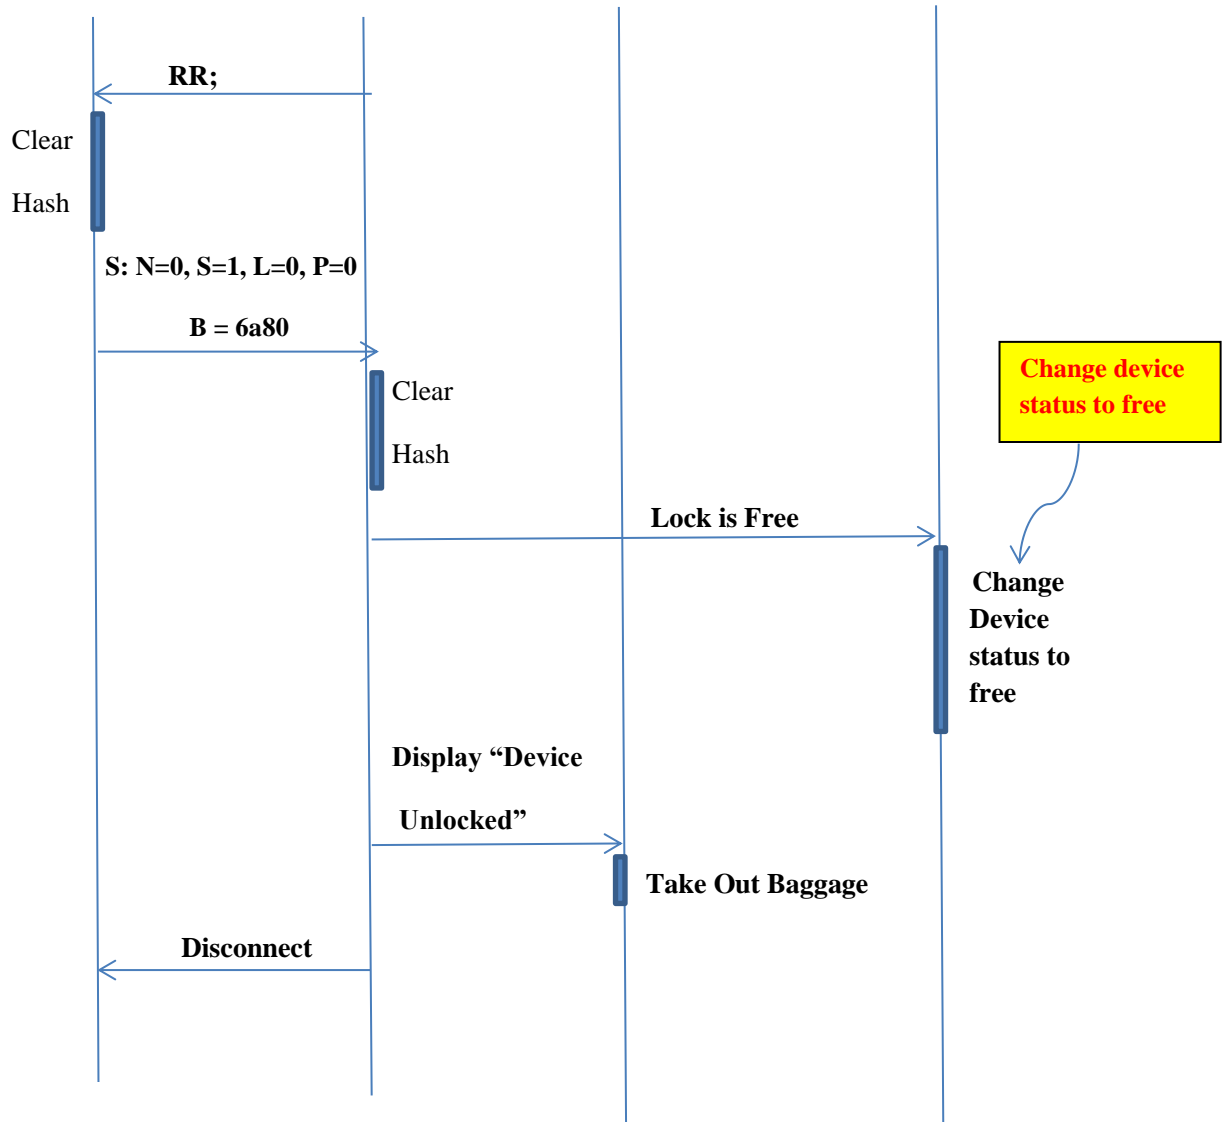 RR;
Clear
Hash
S: N=0, S=1, L=0, P=0
B = 6a80
Change device
status to free
Clear
Hash
Lock is Free
Change
Device
status to
free
Display “Device
Unlocked”
Take Out Baggage
Disconnect